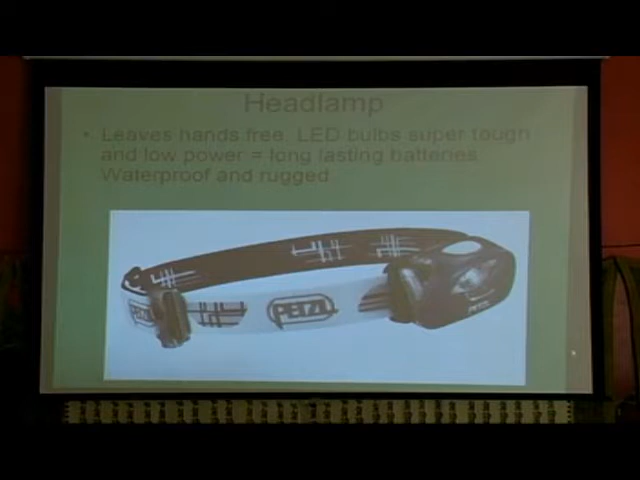 Headlamp
• Leaves hands free. LED bulbs super tough
and low power = long lasting batteries.
Waterproof and rugged
PETZL
PETZL